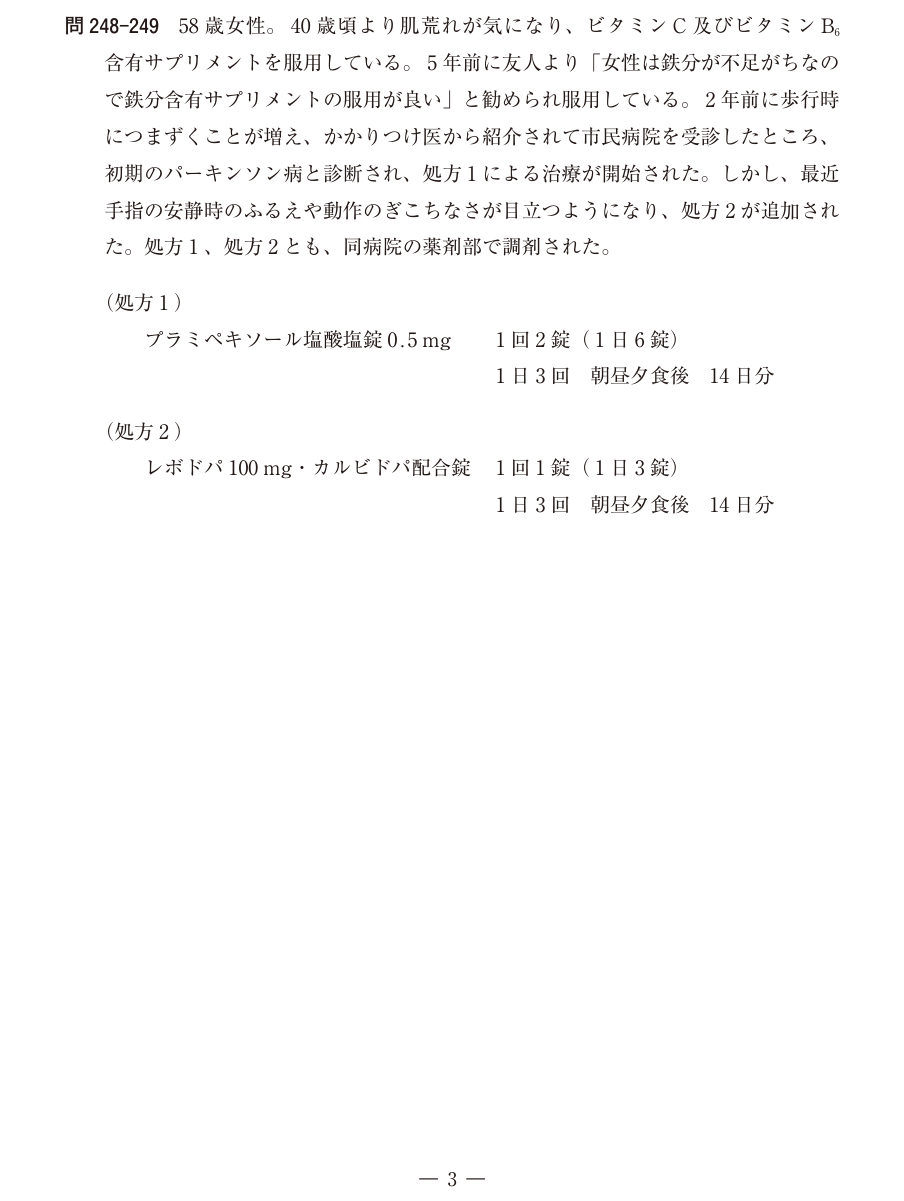 問 248-249　58 歳女性。40 歳頃より肌荒れが気になり、ビタミン C 及びビタミン B₆
含有サプリメントを服用している。5 年前に友人より「女性は鉄分が不足がちなの
で鉄分含有サプリメントの服用が良い」と勧められ服用している。2 年前に歩行時
につまずくことが増え、かかりつけ医から紹介されて市民病院を受診したところ、
初期のパーキンソン病と診断され、処方 1 による治療が開始された。しかし、最近
手指の安静時のふるえや動作のぎこちなさが目立つようになり、処方 2 が追加され
た。処方 1 、処方 2 とも、同病院の薬剤部で調剤された。
（処方 1 ）
プラミペキソール塩酸塩錠 0.5 mg　　1 回 2 錠（ 1 日 6 錠）
1 日 3 回　朝昼夕食後　14 日分
（処方 2 ）
レボドパ 100 mg・カルビドパ配合錠　1 回 1 錠（ 1 日 3 錠）
1 日 3 回　朝昼夕食後　14 日分
— 3 —